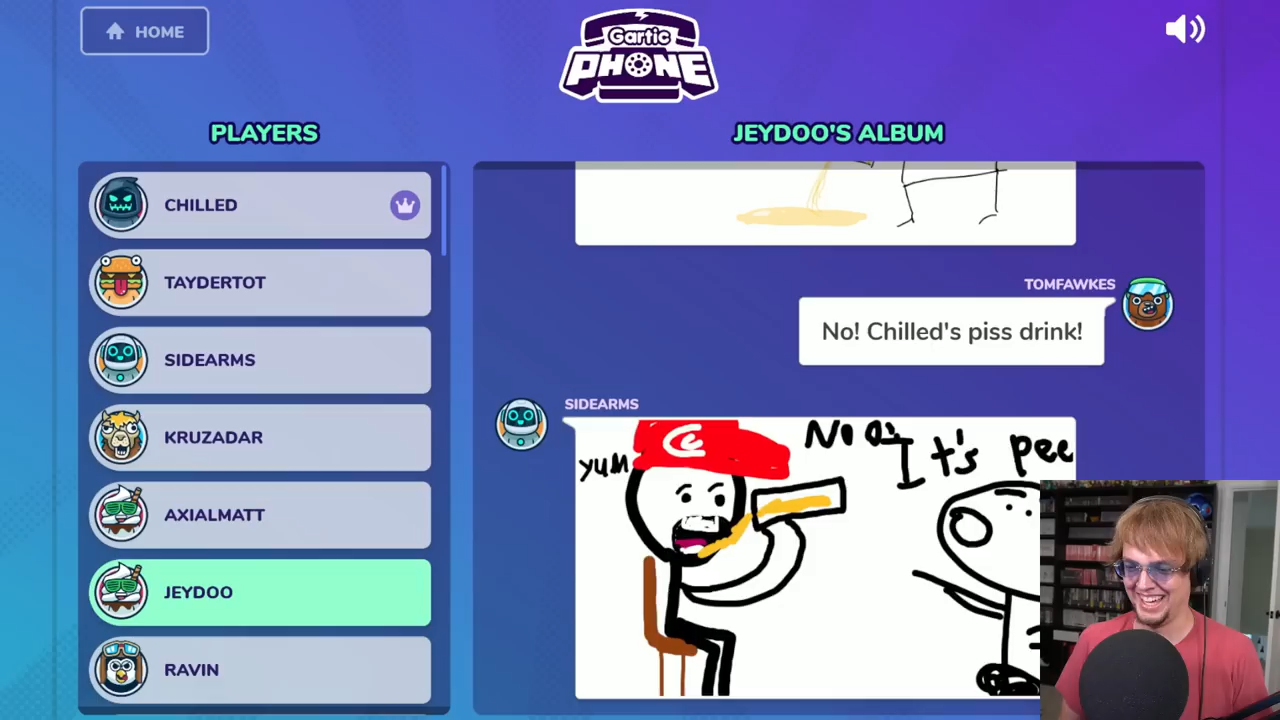 HOME
Gartic
PHONE
PLAYERS
JEYDOO'S ALBUM
CHILLED
TAYDERTOT
SIDEARMS
KRUZADAR
AXIALMATT
JEYDOO
RAVIN
TOMFAWKES
No! Chilled's piss drink!
SIDEARMS
YUM
It's pee